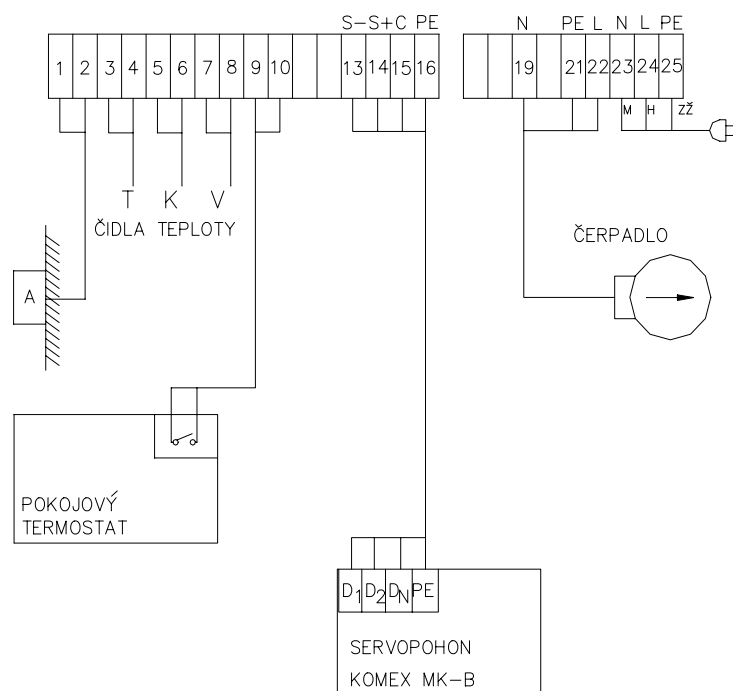 S- S+ C PE N PE L N L PE
1 2 3 4 5 6 7 8 9 10 13 14 15 16 19 21 22 23 24 25
M H ZŽ
T K V
ČIDLA TEPLOTY
ČERPADLO
A
POKOJOVÝ
TERMOSTAT
D1 D2 DN PE
SERVOPOHON
KOMEX MK-B